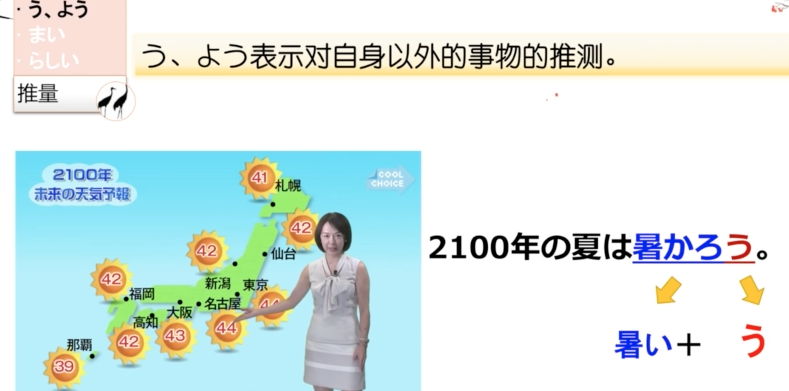 · う、よう
· まい
· らしい
推量
う、よう表示对自身以外的事物的推测。
2100年
未来の天気予報
COOL
CHOICE
41
札幌
42
仙台
42
新潟
東京
44
42
福岡
大阪
名古屋
高知
42
43
44
那覇
39
2100年の夏は暑かろう。
暑い＋ う